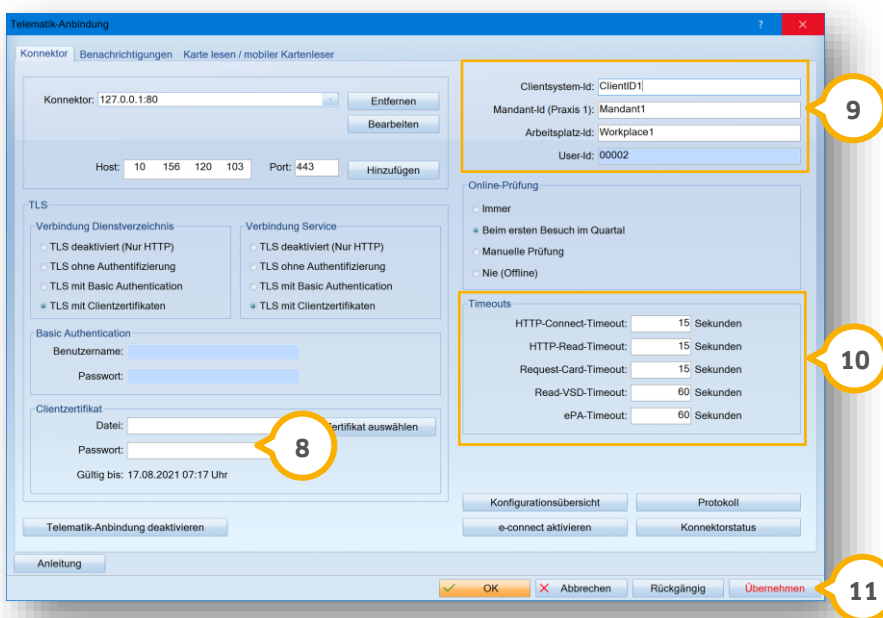 Telematik-Anbindung
?
Konnektor Benachrichtigungen Karte lesen / mobiler Kartenleser
Konnektor: 127.0.0.1:80
Entfernen
Bearbeiten
Host: 10 156 120 103 Port: 443 Hinzufügen
TLS
Verbindung Dienstverzeichnis
TLS deaktiviert (Nur HTTP)
TLS ohne Authentifizierung
TLS mit Basic Authentication
TLS mit Clientzertifikaten
Verbindung Service
TLS deaktiviert (Nur HTTP)
TLS ohne Authentifizierung
TLS mit Basic Authentication
TLS mit Clientzertifikaten
Basic Authentication
Benutzername:
Passwort:
Clientzertifikat
Datei: ertifikat auswählen
Passwort:
8
Gültig bis: 17.08.2021 07:17 Uhr
Telematik-Anbindung deaktivieren
Clientsystem-Id: ClientID1
Mandant-Id (Praxis 1): Mandant1
Arbeitsplatz-Id: Workplace1
User-Id: 00002
9
Online-Prüfung
Immer
Beim ersten Besuch im Quartal
Manuelle Prüfung
Nie (Offline)
Timeouts
HTTP-Connect-Timeout: 15 Sekunden
HTTP-Read-Timeout: 15 Sekunden
Request-Card-Timeout: 15 Sekunden
Read-VSD-Timeout: 60 Sekunden
ePA-Timeout: 60 Sekunden
10
Konfigurationsübersicht Protokoll
e-connect aktivieren Konnektorstatus
Anleitung
OK Abbrechen Rückgängig Übernehmen
11